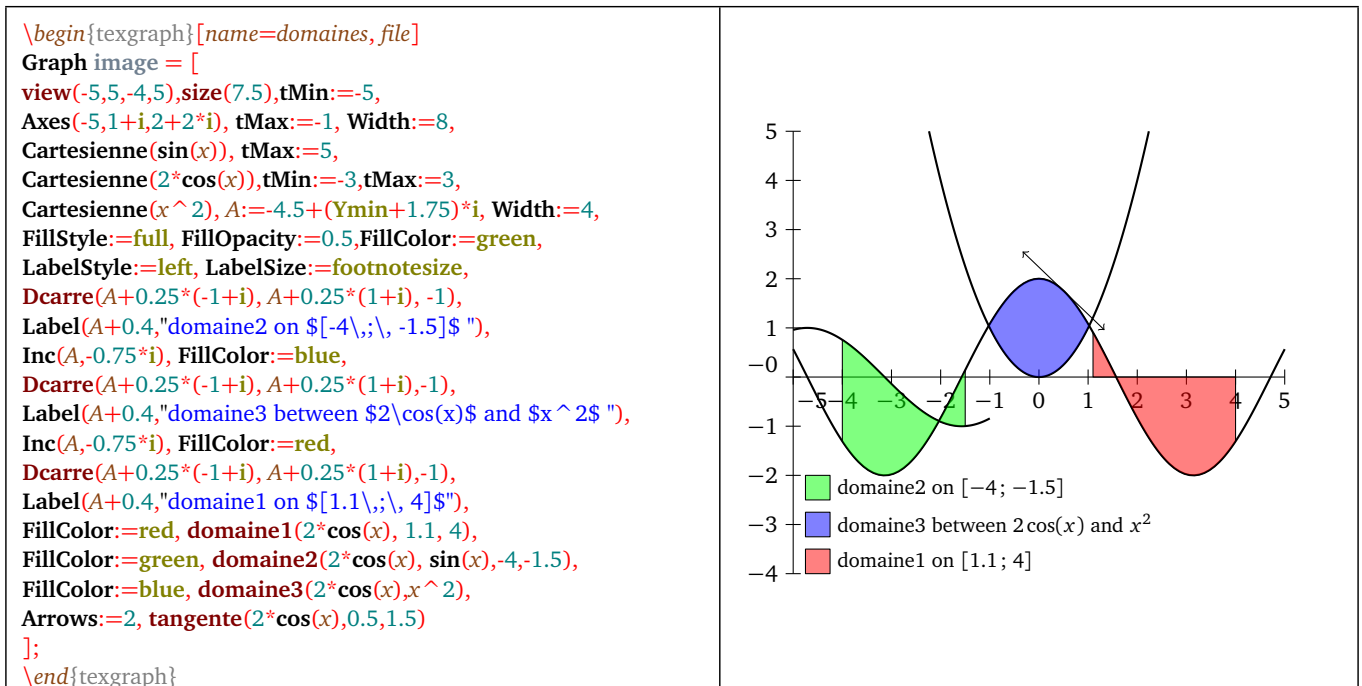 \begin{texgraph}[name=domaines, file]
Graph image = [
view(-5,5,-4,5),size(7.5),tMin:=-5,
Axes(-5,1+i,2+2*i), tMax:=-1, Width:=8,
Cartesienne(sin(x)), tMax:=5,
Cartesienne(2*cos(x)),tMin:=-3,tMax:=3,
Cartesienne(x^2), A:=-4.5+(Ymin+1.75)*i, Width:=4,
FillStyle:=full, FillOpacity:=0.5,FillColor:=green,
LabelStyle:=left, LabelSize:=footnotesize,
Dcarre(A+0.25*(-1+i), A+0.25*(1+i), -1),
Label(A+0.4,"domaine2 on $[-4\,;\, -1.5]$ "),
Inc(A,-0.75*i), FillColor:=blue,
Dcarre(A+0.25*(-1+i), A+0.25*(1+i),-1),
Label(A+0.4,"domaine3 between $2\cos(x)$ and $x^2$ "),
Inc(A,-0.75*i), FillColor:=red,
Dcarre(A+0.25*(-1+i), A+0.25*(1+i),-1),
Label(A+0.4,"domaine1 on $[1.1\,;\, 4]$"),
FillColor:=red, domaine1(2*cos(x), 1.1, 4),
FillColor:=green, domaine2(2*cos(x), sin(x),-4,-1.5),
FillColor:=blue, domaine3(2*cos(x),x^2),
Arrows:=2, tangente(2*cos(x),0.5,1.5)
];
\end{texgraph}
5
4
3
2
1
−0
−5 −4 −3 −2 −1 0 1 2 3 4 5
−1
−2
domaine2 on [−4; −1.5]
−3 domaine3 between 2 cos(x) and x²
domaine1 on [1.1; 4]
−4